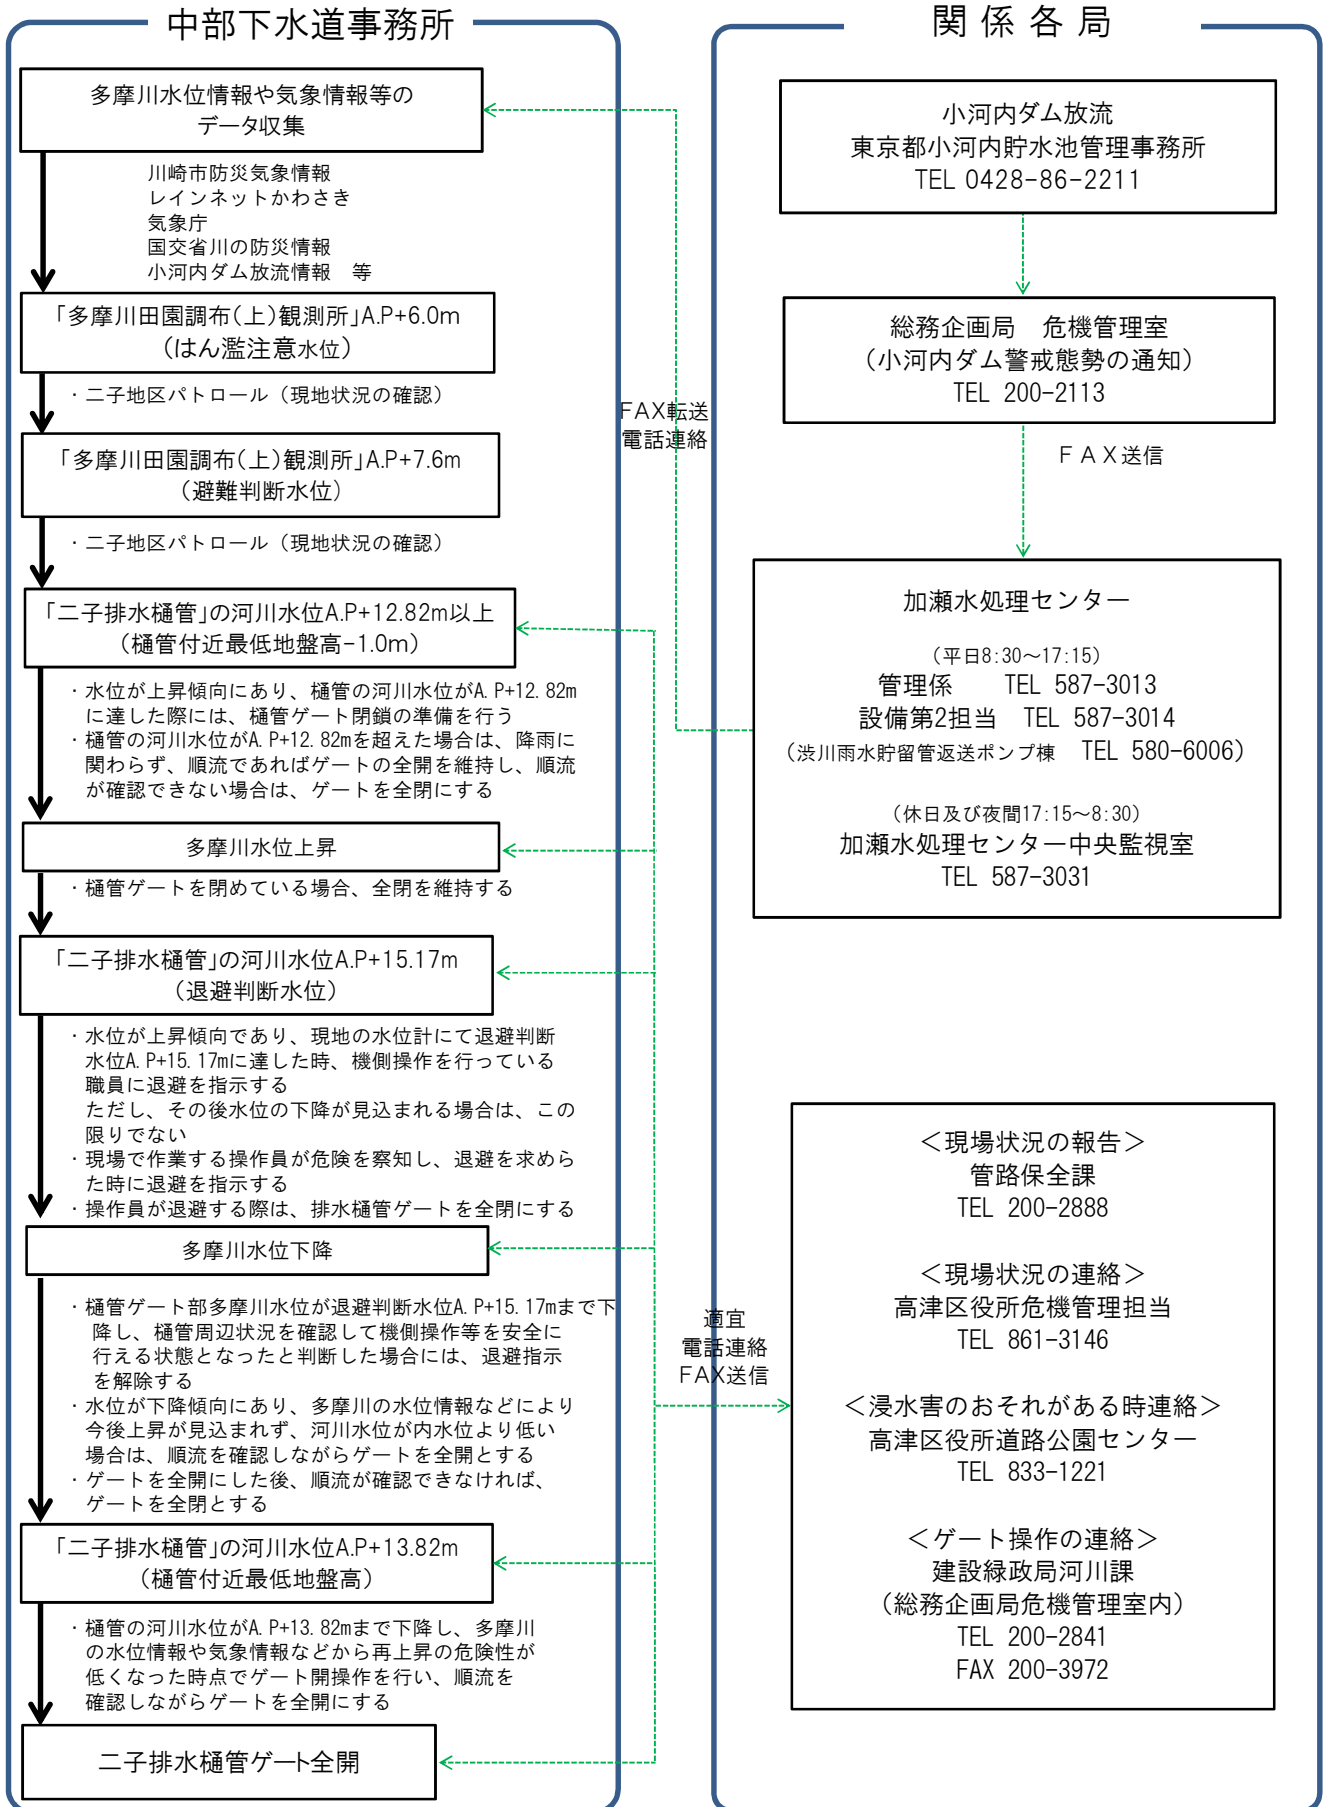 中部下水道事務所
多摩川水位情報や気象情報等の
データ収集
川崎市防災気象情報
レインネットかわさき
気象庁
国交省川の防災情報
小河内ダム放流情報　等
「多摩川田園調布(上)観測所」A.P+6.0m
(はん濫注意水位)
・二子地区パトロール（現地状況の確認）
「多摩川田園調布(上)観測所」A.P+7.6m
(避難判断水位)
・二子地区パトロール（現地状況の確認）
「二子排水樋管」の河川水位A.P+12.82m以上
(樋管付近最低地盤高-1.0m)
・水位が上昇傾向にあり、樋管の河川水位がA.P+12.82m
に達した際には、樋管ゲート閉鎖の準備を行う
・樋管の河川水位がA.P+12.82mを超えた場合は、降雨に
関わらず、順流であればゲートの全開を維持し、順流
が確認できない場合は、ゲートを全閉にする
多摩川水位上昇
・樋管ゲートを閉めている場合、全閉を維持する
「二子排水樋管」の河川水位A.P+15.17m
(退避判断水位)
・水位が上昇傾向であり、現地の水位計にて退避判断
水位A.P+15.17mに達した時、機側操作を行っている
職員に退避を指示する
ただし、その後水位の下降が見込まれる場合は、この
限りでない
・現場で作業する操作員が危険を察知し、退避を求めら
た時に退避を指示する
・操作員が退避する際は、排水樋管ゲートを全閉にする
多摩川水位下降
・樋管ゲート部多摩川水位が退避判断水位A.P+15.17mまで下
降し、樋管周辺状況を確認して機側操作等を安全に
行える状態となったと判断した場合には、退避指示
を解除する
・水位が下降傾向にあり、多摩川の水位情報などにより
今後上昇が見込まれず、河川水位が内水位より低い
場合は、順流を確認しながらゲートを全開とする
・ゲートを全開にした後、順流が確認できなければ、
ゲートを全閉とする
「二子排水樋管」の河川水位A.P+13.82m
(樋管付近最低地盤高)
・樋管の河川水位がA.P+13.82mまで下降し、多摩川
の水位情報や気象情報などから再上昇の危険性が
低くなった時点でゲート開操作を行い、順流を
確認しながらゲートを全開にする
二子排水樋管ゲート全開
FAX転送
電話連絡
適宜
電話連絡
FAX送信
関係各局
小河内ダム放流
東京都小河内貯水池管理事務所
TEL 0428-86-2211
総務企画局　危機管理室
(小河内ダム警戒態勢の通知)
TEL 200-2113
ＦＡＸ送信
加瀬水処理センター
(平日8:30～17:15)
管理係　　TEL 587-3013
設備第2担当　TEL 587-3014
(渋川雨水貯留管返送ポンプ棟　TEL 580-6006)
(休日及び夜間17:15～8:30)
加瀬水処理センター中央監視室
TEL 587-3031
＜現場状況の報告＞
管路保全課
TEL 200-2888
＜現場状況の連絡＞
高津区役所危機管理担当
TEL 861-3146
＜浸水害のおそれがある時連絡＞
高津区役所道路公園センター
TEL 833-1221
＜ゲート操作の連絡＞
建設緑政局河川課
(総務企画局危機管理室内)
TEL 200-2841
FAX 200-3972